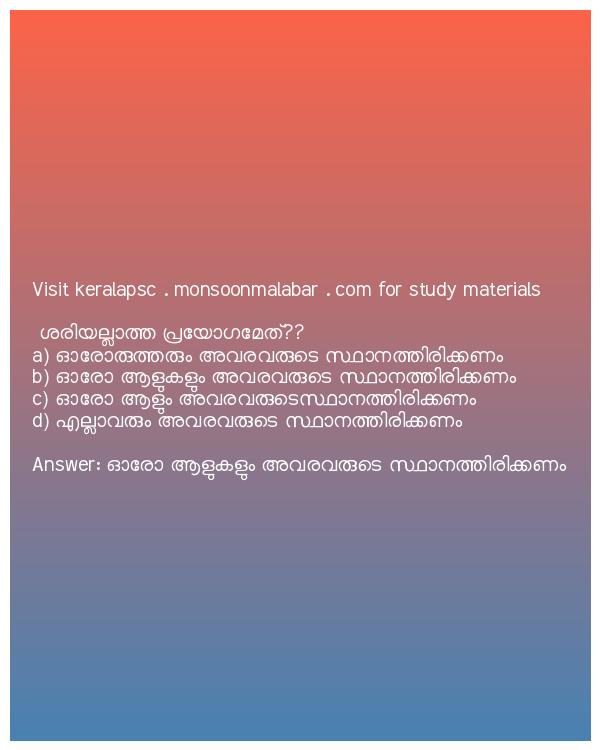 Visit keralapsc . monsoonmalabar . com for study materials
ശരിയല്ലാത്ത പ്രയോഗമേത്??
a) ഓരോരുത്തരും അവരവരുടെ സ്ഥാനത്തിരിക്കണം
b) ഓരോ ആളുകളും അവരവരുടെ സ്ഥാനത്തിരിക്കണം
c) ഓരോ ആളും അവരവരുടെസ്ഥാനത്തിരിക്കണം
d) എല്ലാവരും അവരവരുടെ സ്ഥാനത്തിരിക്കണം
Answer: ഓരോ ആളുകളും അവരവരുടെ സ്ഥാനത്തിരിക്കണം